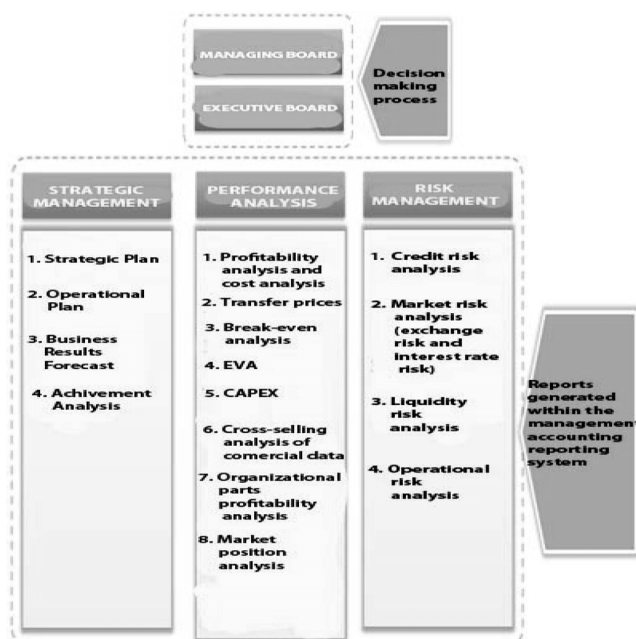 MANAGING BOARD
EXECUTIVE BOARD
Decision
making
process
STRATEGIC
MANAGEMENT
1. Strategic Plan
2. Operational
Plan
3. Business
Results
Forecast
4. Achivement
Analysis
PERFORMANCE
ANALYSIS
1. Profitability
analysis and
cost analysis
2. Transfer prices
3. Break-even
analysis
4. EVA
5. CAPEX
6. Cross-selling
analysis of
comercial data
7. Organizational
parts
profitability
analysis
8. Market
position
analysis
RISK
MANAGEMENT
1. Credit risk
analysis
2. Market risk
analysis
(exchange
risk and
interest rate
risk)
3. Liquidity
risk
analysis
4. Operational
risk
analysis
Reports
generated
within the
management
accounting
reporting
system